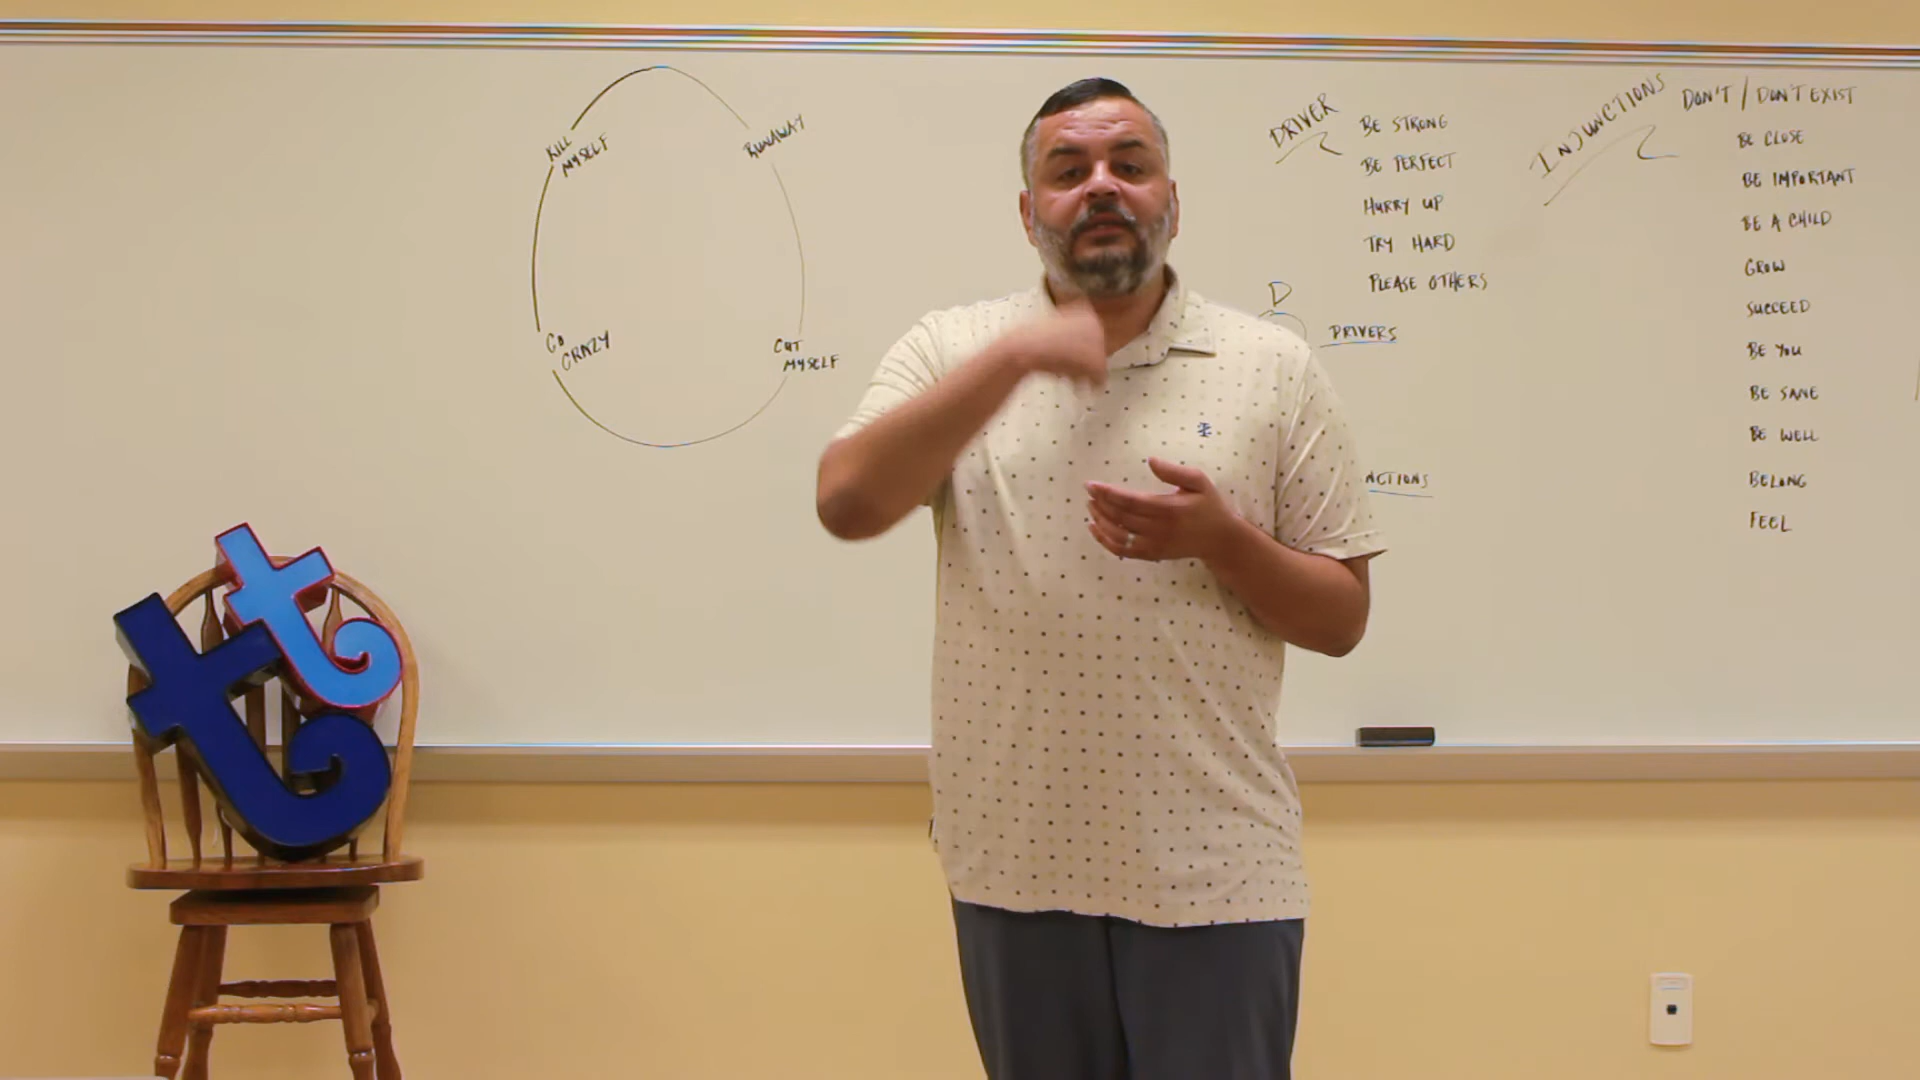 KILL
MYSELF
RUNAWAY
GO
CRAZY
CUT
MYSELF
tt
DRIVER
BE STRONG
BE PERFECT
HURRY UP
TRY HARD
PLEASE OTHERS
D
DRIVERS
NCTIONS
INJUNCTIONS
DON'T / DON'T EXIST
BE CLOSE
BE IMPORTANT
BE A CHILD
GROW
SUCCEED
BE YOU
BE SANE
BE WELL
BELONG
FEEL